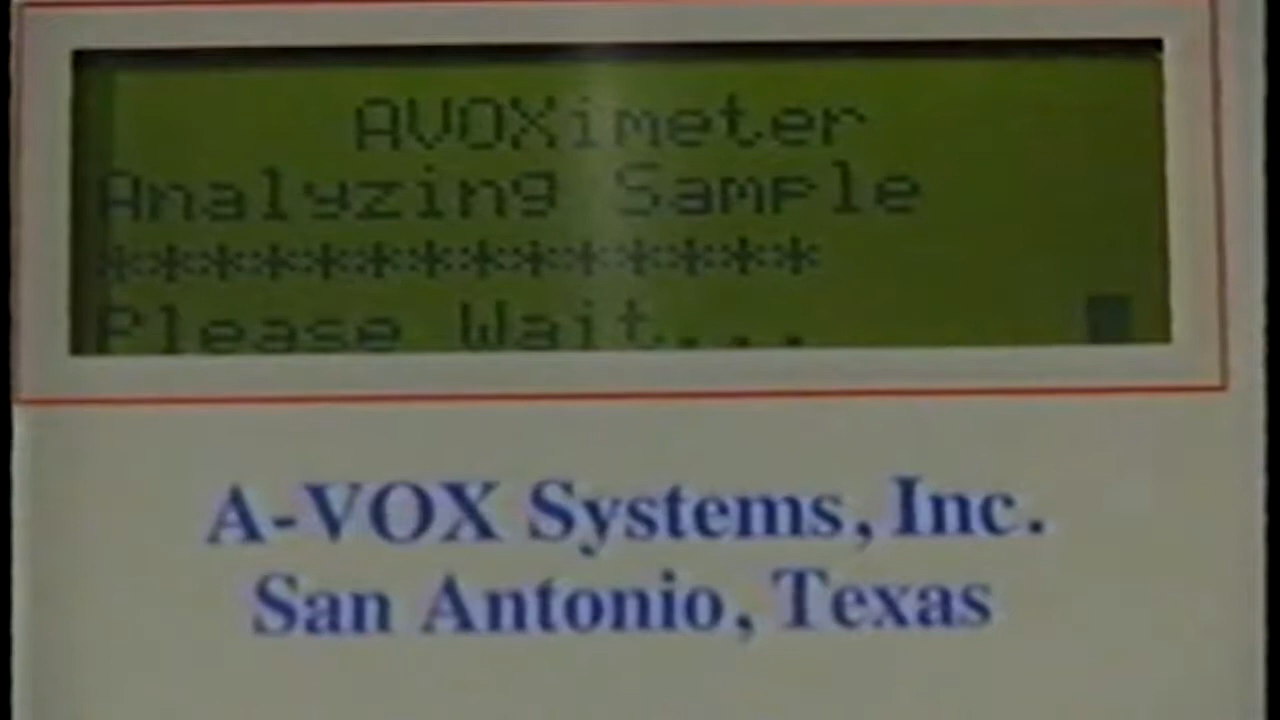 AVOXimeter
Analyzing Sample
**************
Please Wait...
A-VOX Systems, Inc.
San Antonio, Texas